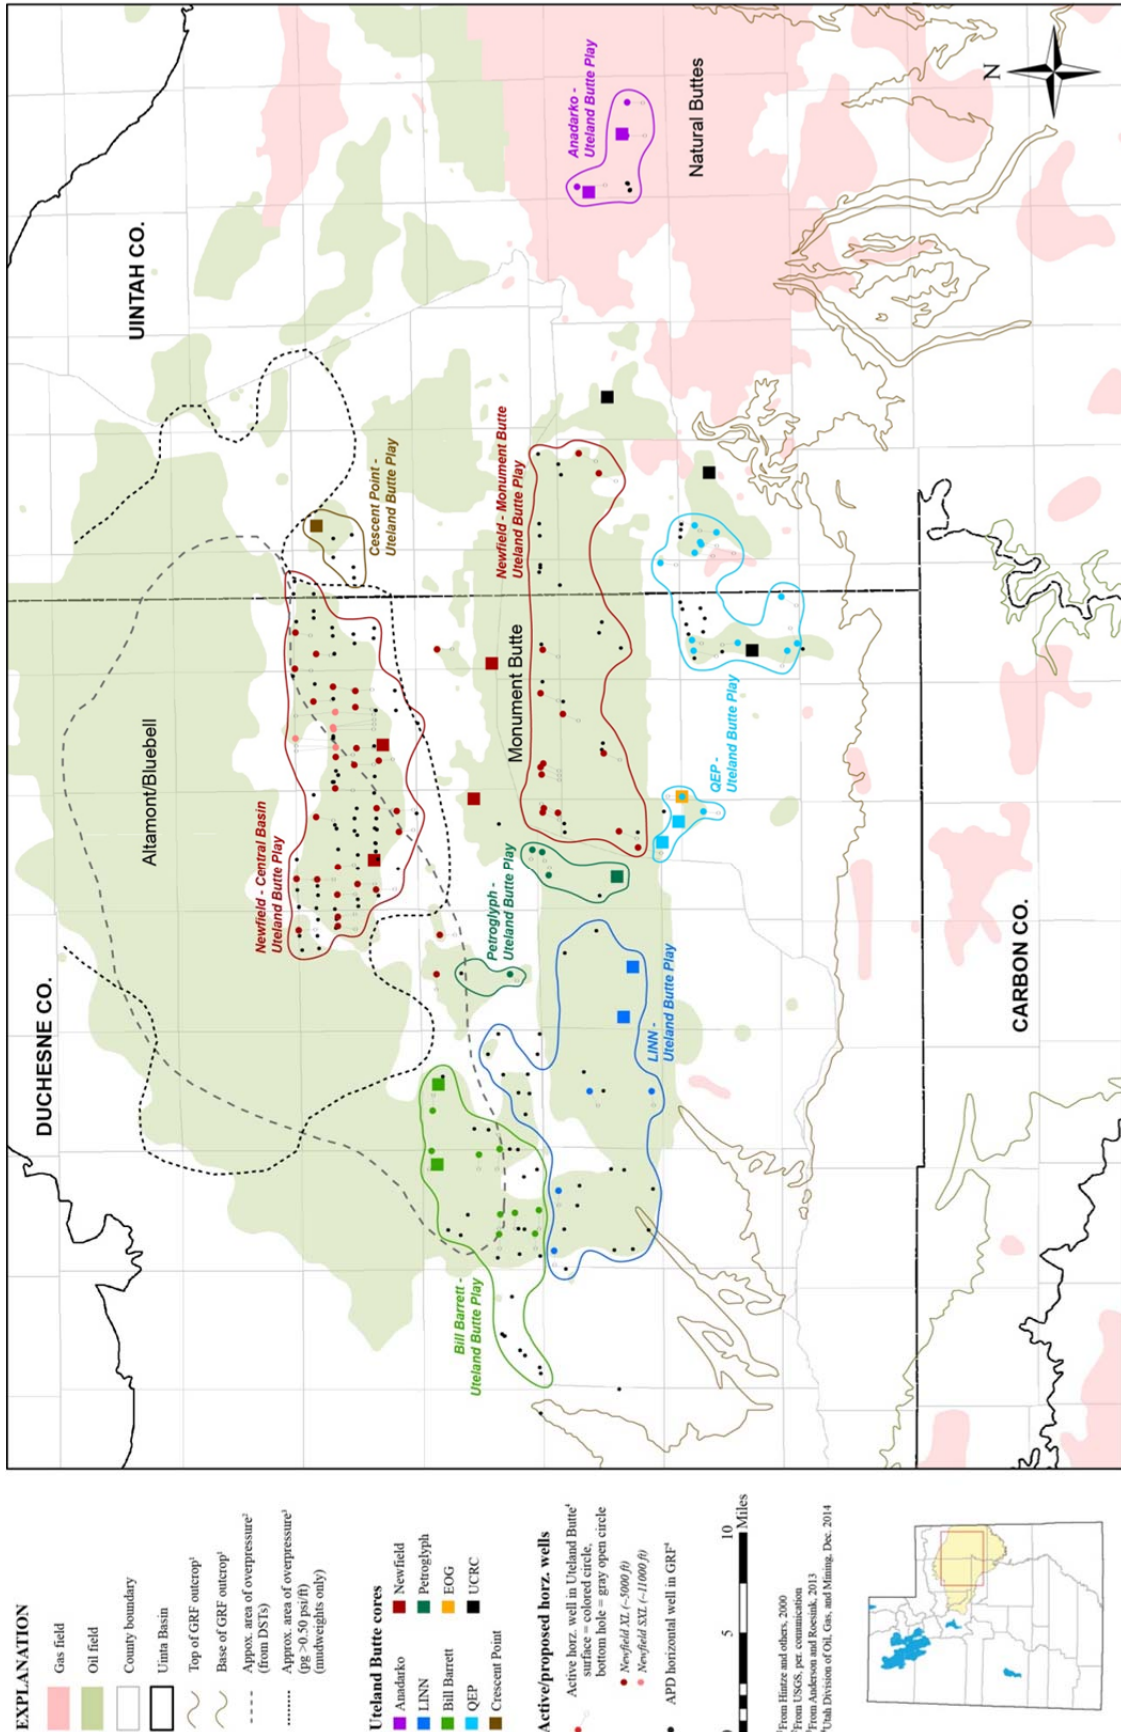 DUCHESNE CO.
UINTAH CO.
CARBON CO.
Altamont/Bluebell
Monument Butte
Natural Buttes
N
Anadarko -
Uteland Butte Play
Cescent Point -
Uteland Butte Play
Newfield - Monument Butte
Uteland Butte Play
Newfield - Central Basin
Uteland Butte Play
Petroglyph -
Uteland Butte Play
QEP -
Uteland Butte Play
LINN -
Uteland Butte Play
Bill Barrett -
Uteland Butte Play
EXPLANATION
Gas field
Oil field
County boundary
Uinta Basin
Top of GRF outcrop¹
Base of GRF outcrop¹
Appox. area of overpressure²
(from DSTs)
Approx. area of overpressure³
(pg >0.50 psi/ft)
(mudweights only)
Uteland Butte cores
Anadarko
LINN
Bill Barrett
QEP
Crescent Point
Newfield
Petroglyph
EOG
UCRC
Active/proposed horz. wells
Active horz. well in Uteland Butte⁴
surface = colored circle,
bottom hole = gray open circle
Newfield XL (~5000 ft)
Newfield SXL (~11000 ft)
APD horizontal well in GRF⁴
5
10
Miles
¹From Hintze and others, 2000
²From USGS, per. comunication
³From Anderson and Roesink, 2013
⁴Utah Division of Oil, Gas, and Mining, Dec. 2014